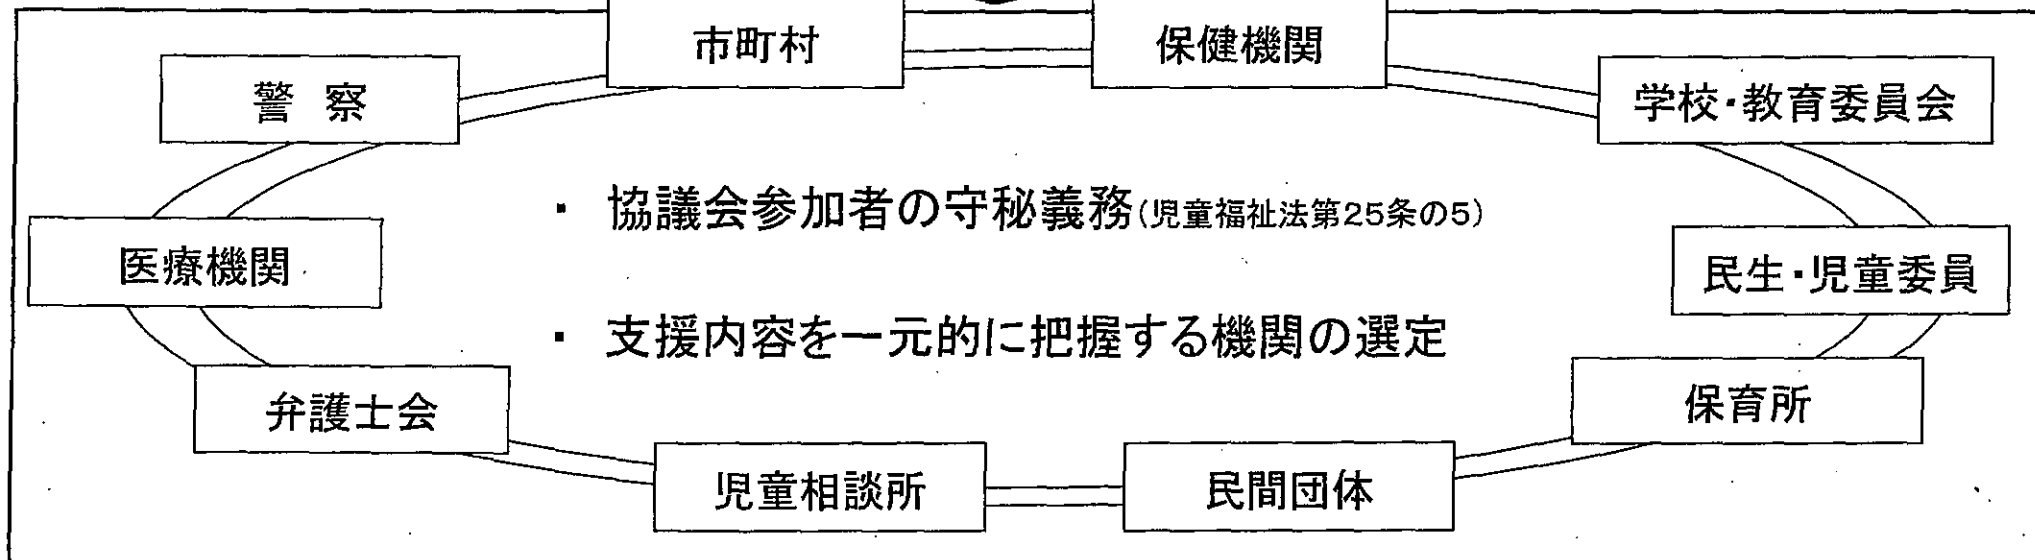 市町村
保健機関
警 察
学校・教育委員会
・ 協議会参加者の守秘義務(児童福祉法第25条の5)
医療機関
民生・児童委員
・ 支援内容を一元的に把握する機関の選定
弁護士会
保育所
児童相談所
民間団体